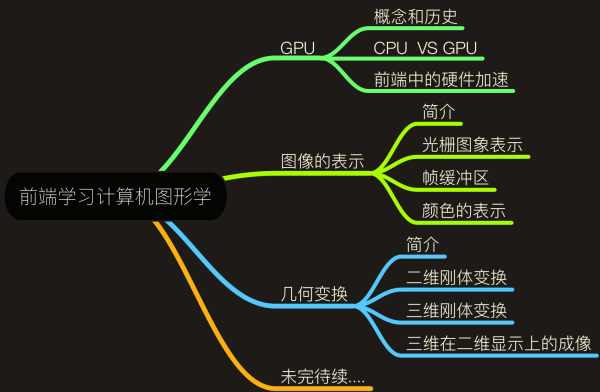 前端学习计算机图形学
GPU
概念和历史
CPU VS GPU
前端中的硬件加速
图像的表示
简介
光栅图象表示
帧缓冲区
颜色的表示
几何变换
简介
二维刚体变换
三维刚体变换
三维在二维显示上的成像
未完待续....